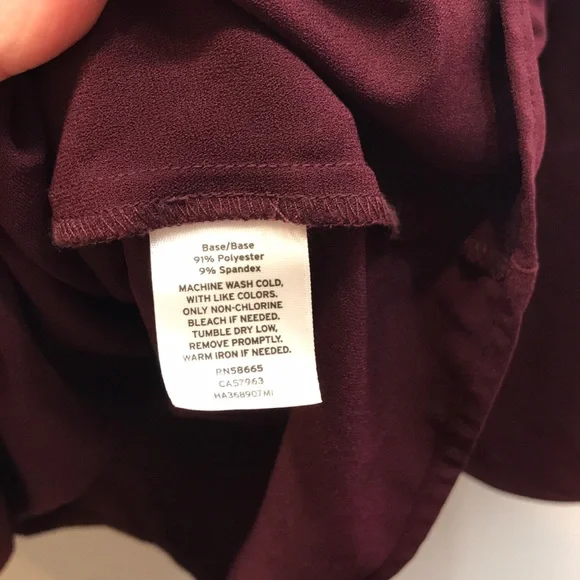 Base/Base
91% Polyester
9% Spandex
MACHINE WASH COLD,
WITH LIKE COLORS.
ONLY NON-CHLORINE
BLEACH IF NEEDED.
TUMBLE DRY LOW,
REMOVE PROMPTLY.
WARM IRON IF NEEDED.
RN58665
CA57963
HA368907MI